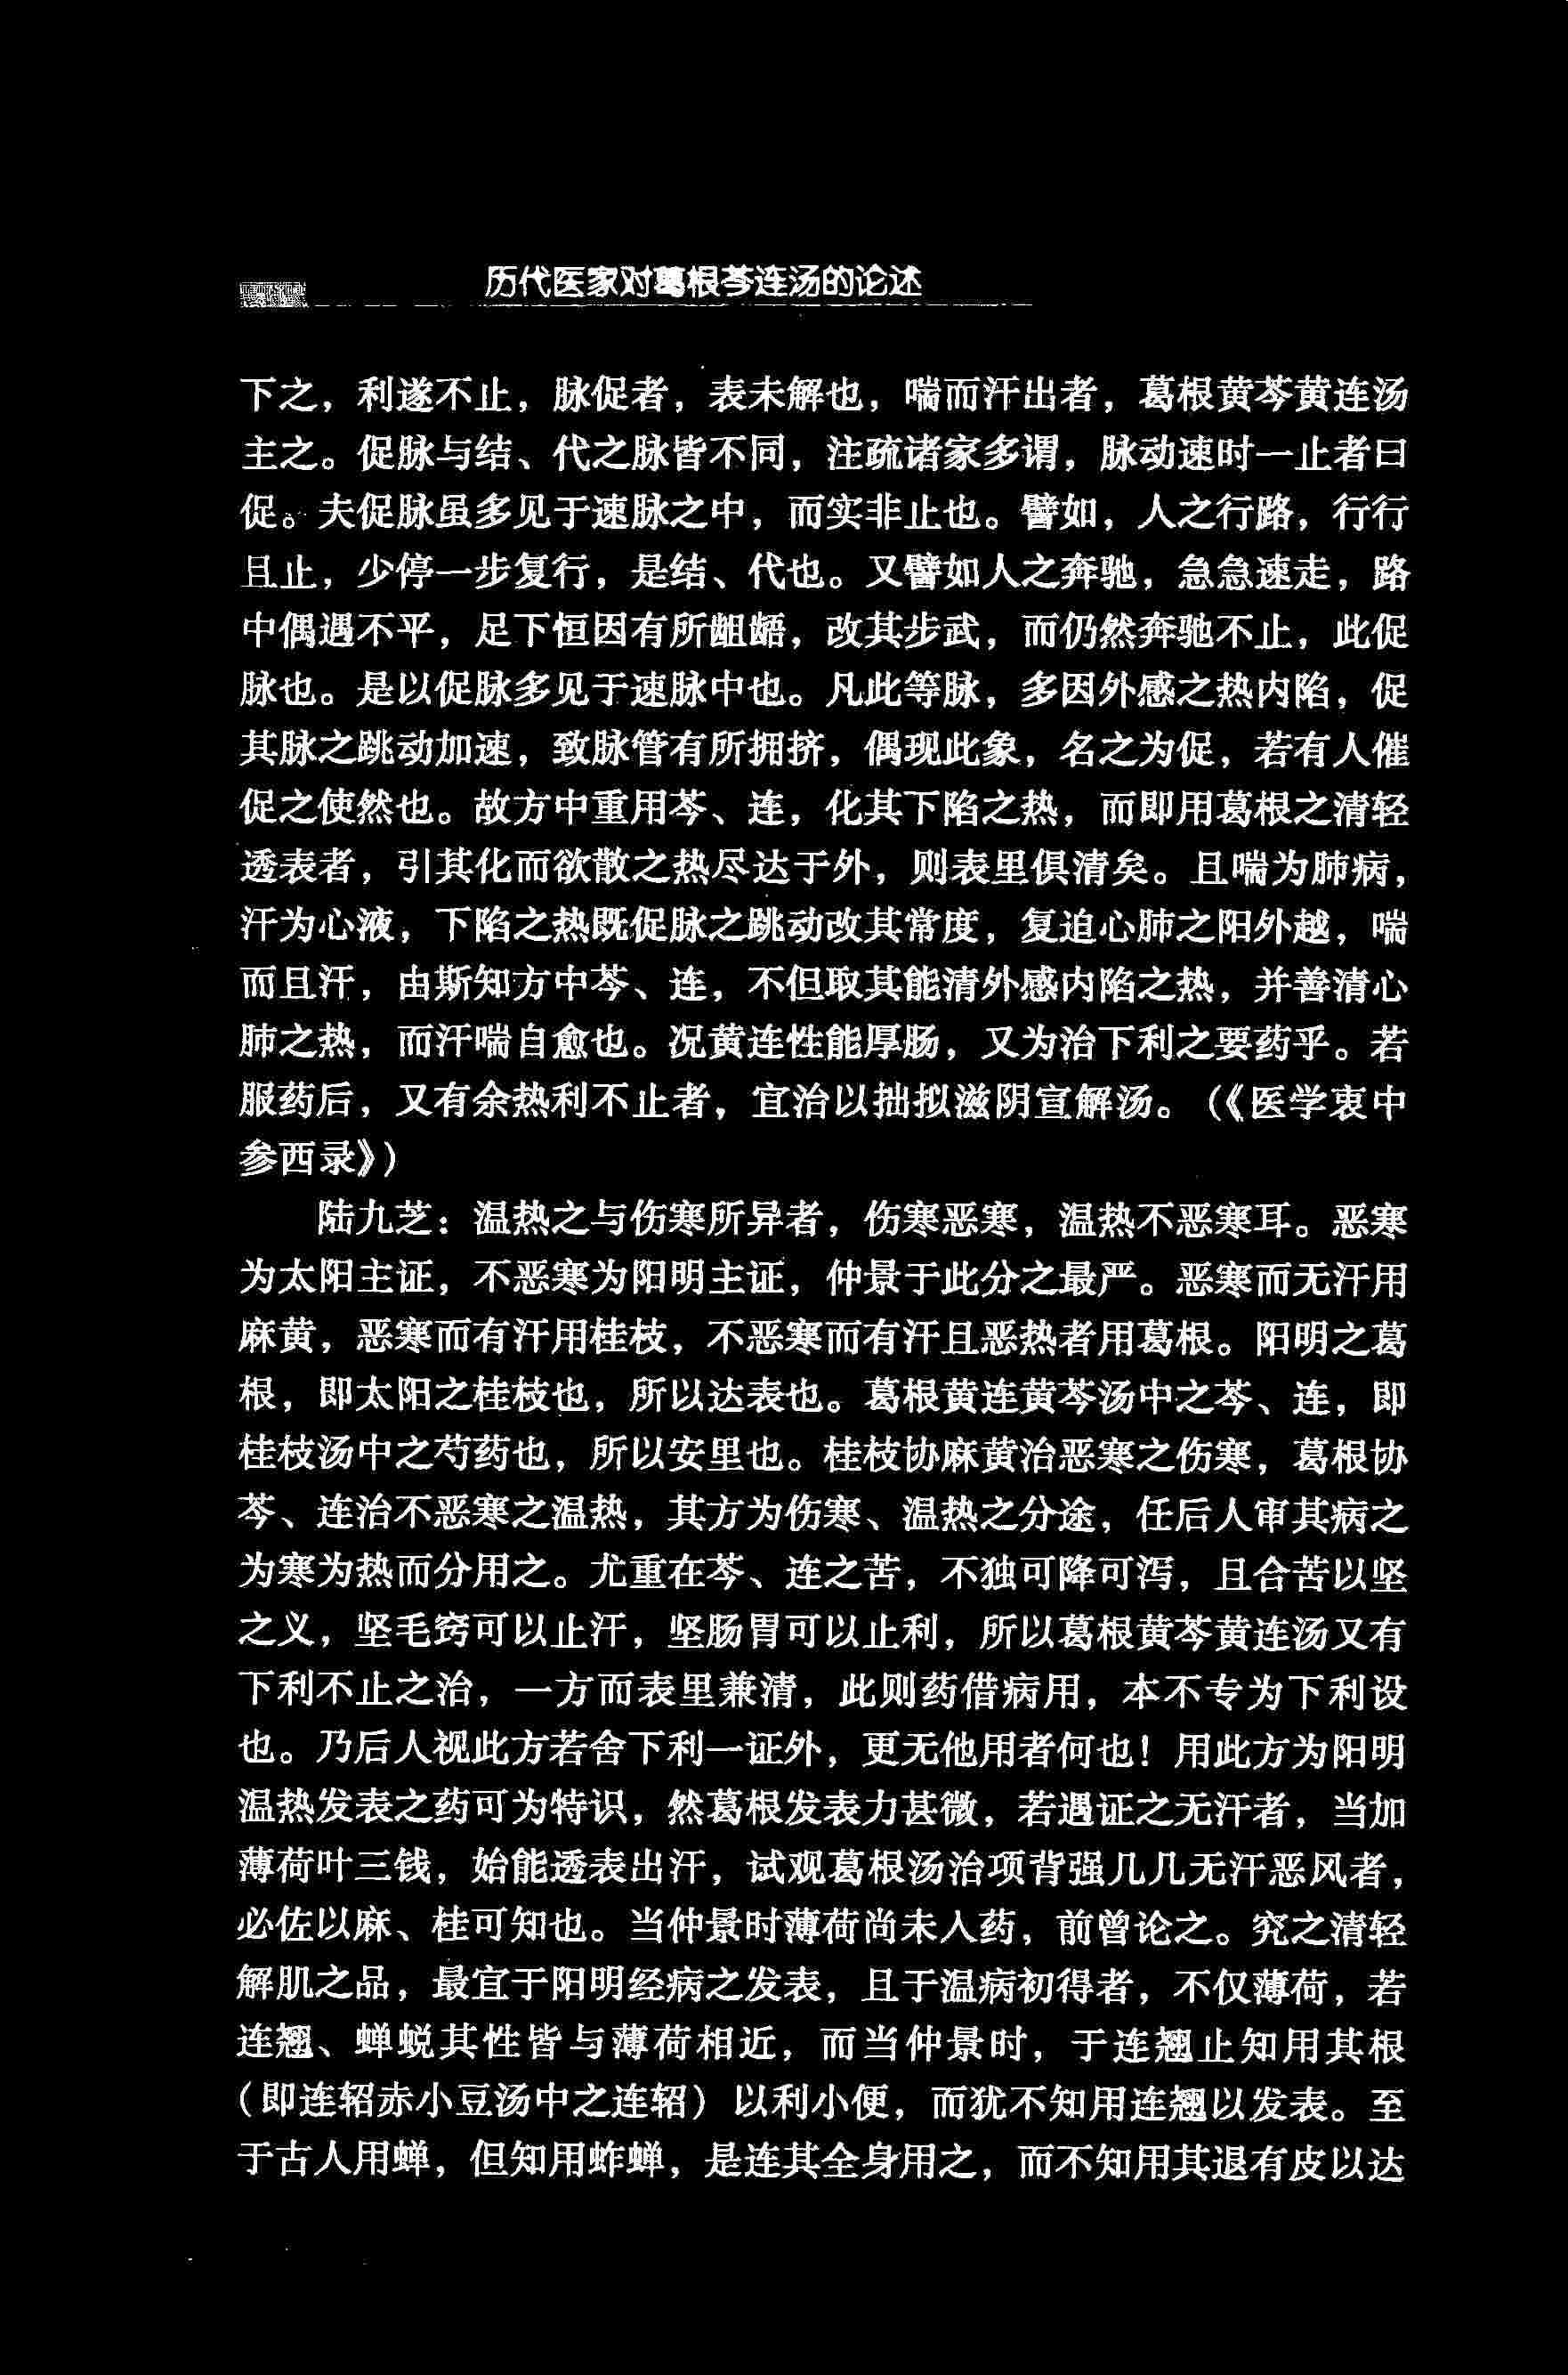 历代医家对葛根芩连汤的论述
下之，利遂不止，脉促者，表未解也，喘而汗出者，葛根黄芩黄连汤
主之。促脉与结、代之脉皆不同，注疏诸家多谓，脉动速时一止者曰
促。夫促脉虽多见于速脉之中，而实非止也。譬如，人之行路，行行
且止，少停一步复行，是结、代也。又譬如人之奔驰，急急速走，路
中偶遇不平，足下恒因有所龃龉，改其步武，而仍然奔驰不止，此促
脉也。是以促脉多见于速脉中也。凡此等脉，多因外感之热内陷，促
其脉之跳动加速，致脉管有所拥挤，偶现此象，名之为促，若有人催
促之使然也。故方中重用芩、连，化其下陷之热，而即用葛根之清轻
透表者，引其化而欲散之热尽达于外，则表里俱清矣。且喘为肺病，
汗为心液，下陷之热既促脉之跳动改其常度，复迫心肺之阳外越，喘
而且汗，由斯知方中芩、连，不但取其能清外感内陷之热，并善清心
肺之热，而汗喘自愈也。况黄连性能厚肠，又为治下利之要药乎。若
服药后，又有余热利不止者，宜治以拙拟滋阴宣解汤。(《医学衷中
参西录》)
陆九芝：温热之与伤寒所异者，伤寒恶寒，温热不恶寒耳。恶寒
为太阳主证，不恶寒为阳明主证，仲景于此分之最严。恶寒而无汗用
麻黄，恶寒而有汗用桂枝，不恶寒而有汗且恶热者用葛根。阳明之葛
根，即太阳之桂枝也，所以达表也。葛根黄连黄芩汤中之芩、连，即
桂枝汤中之芍药也，所以安里也。桂枝协麻黄治恶寒之伤寒，葛根协
芩、连治不恶寒之温热，其方为伤寒、温热之分途，任后人审其病之
为寒为热而分用之。尤重在芩、连之苦，不独可降可泻，且合苦以坚
之义，坚毛窍可以止汗，坚肠胃可以止利，所以葛根黄芩黄连汤又有
下利不止之治，一方而表里兼清，此则药借病用，本不专为下利设
也。乃后人视此方若舍下利一证外，更无他用者何也！用此方为阳明
温热发表之药可为特识，然葛根发表力甚微，若遇证之无汗者，当加
薄荷叶三钱，始能透表出汗，试观葛根汤治项背强几几无汗恶风者，
必佐以麻、桂可知也。当仲景时薄荷尚未入药，前曾论之。究之清轻
解肌之品，最宜于阳明经病之发表，且于温病初得者，不仅薄荷，若
连翘、蝉蜕其性皆与薄荷相近，而当仲景时，于连翘止知用其根
(即连轺赤小豆汤中之连轺) 以利小便，而犹不知用连翘以发表。至
于古人用蝉，但知用蚱蝉，是连其全身用之，而不知用其退有皮以达